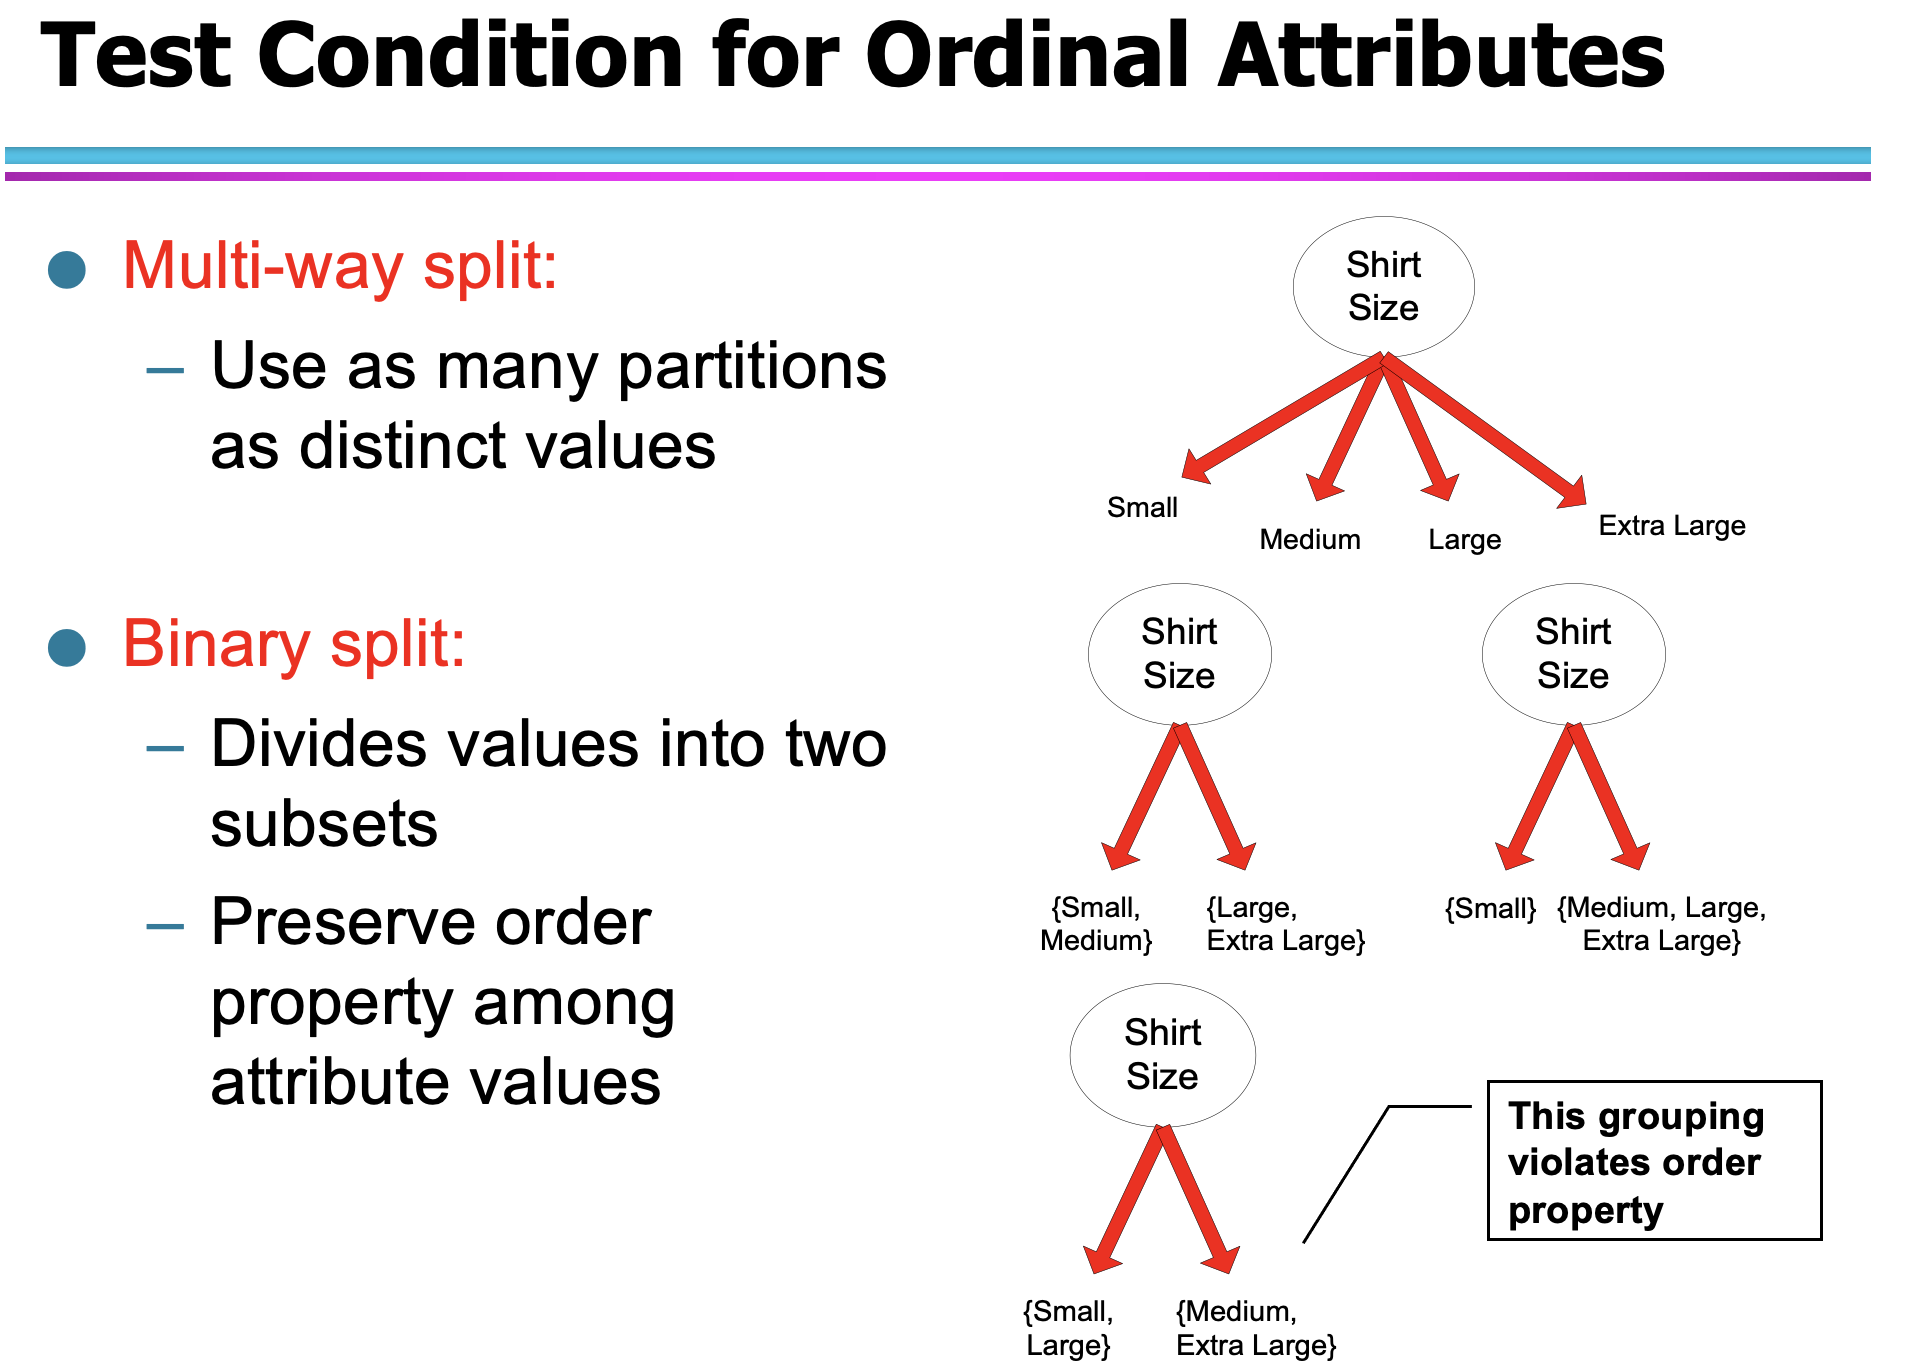 Test Condition for Ordinal Attributes
Multi-way split:
– Use as many partitions
as distinct values
Binary split:
– Divides values into two
subsets
– Preserve order
property among
attribute values
Shirt
Size
Small
Medium
Large
Extra Large
Shirt
Size
{Small,
Medium}
{Large,
Extra Large}
Shirt
Size
{Small}
{Medium, Large,
Extra Large}
Shirt
Size
{Small,
Large}
{Medium,
Extra Large}
This grouping
violates order
property